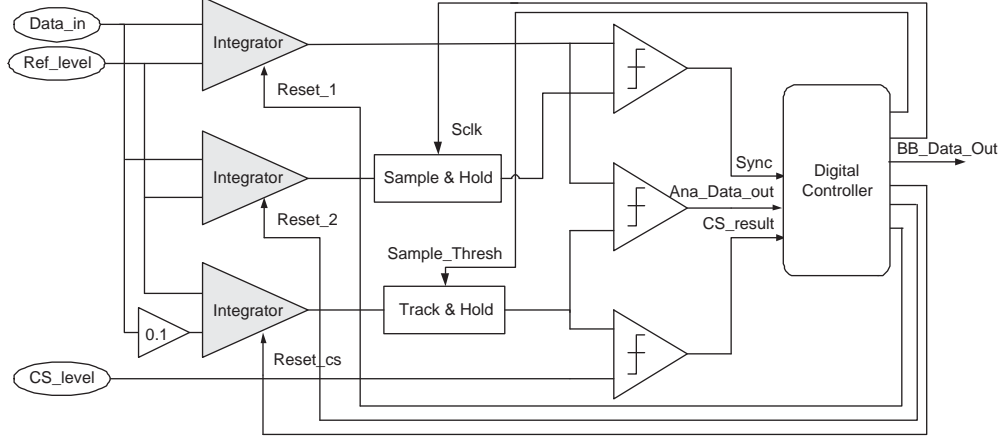 Data_in
Ref_level
Integrator
Reset_1
Sclk
Sample & Hold
Integrator
Reset_2
Sample_Thresh
Track & Hold
Integrator
0.1
Reset_cs
CS_level
Sync
Ana_Data_out
CS_result
Digital
Controller
BB_Data_Out